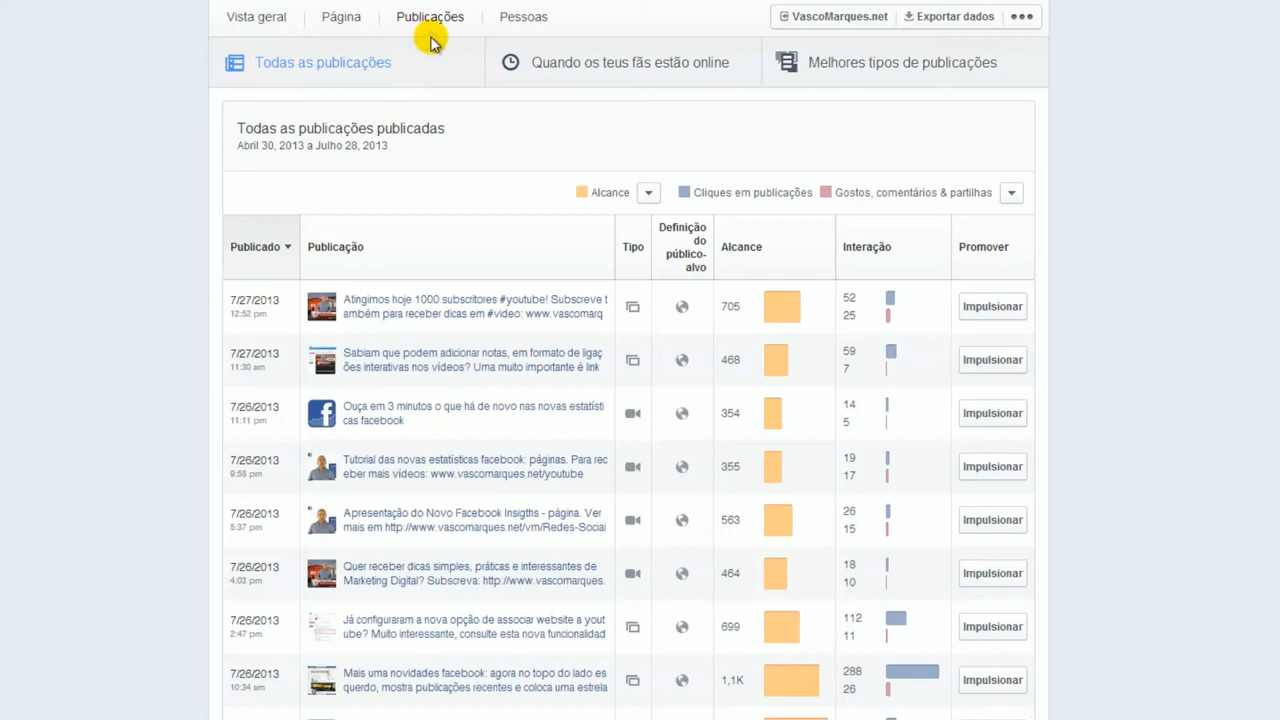 Vista geral Página Publicações Pessoas VascoMarques.net Exportar dados
Todas as publicações Quando os teus fãs estão online Melhores tipos de publicações
Todas as publicações publicadas
Abril 30, 2013 a Julho 28, 2013
Alcance Cliques em publicações Gostos, comentários & partilhas
Publicado Publicação Tipo Definição do público-alvo Alcance Interação Promover
7/27/2013 Atingimos hoje 1000 subscritores #youtube! Subscreve t 705 52 Impulsionar
12:52 pm ambém para receber dicas em #video: www.vascomarq 25
7/27/2013 Sabiam que podem adicionar notas, em formato de ligaç 468 59 Impulsionar
11:30 am ões interativas nos vídeos? Uma muito importante é link 7
7/26/2013 Ouça em 3 minutos o que há de novo nas novas estatísti 354 14 Impulsionar
11:11 pm cas facebook 5
7/26/2013 Tutorial das novas estatísticas facebook: páginas. Para rec 355 19 Impulsionar
9:58 pm eber mais vídeos: www.vascomarques.net/youtube 17
7/26/2013 Apresentação do Novo Facebook Insigths - página. Ver 563 26 Impulsionar
5:37 pm mais em http://www.vascomarques.net/vm/Redes-Sociai 15
7/26/2013 Quer receber dicas simples, práticas e interessantes de 464 18 Impulsionar
4:03 pm Marketing Digital? Subscreva: http://www.vascomarques. 10
7/26/2013 Já configuraram a nova opção de associar website a yout 699 112 Impulsionar
2:47 pm ube? Muito interessante, consulte esta nova funcionalidad 11
7/26/2013 Mais uma novidades facebook: agora no topo do lado es 1,1K 288 Impulsionar
10:34 am querdo, mostra publicações recentes e coloca uma estrela 26